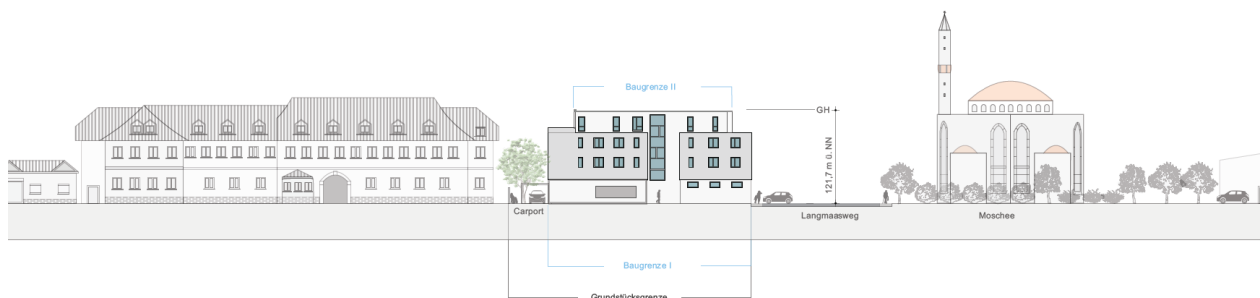 Baugrenze II
GH
121,7 m ü. NN
Carport
Langmaasweg
Moschee
Baugrenze I
Grundstücksgrenze